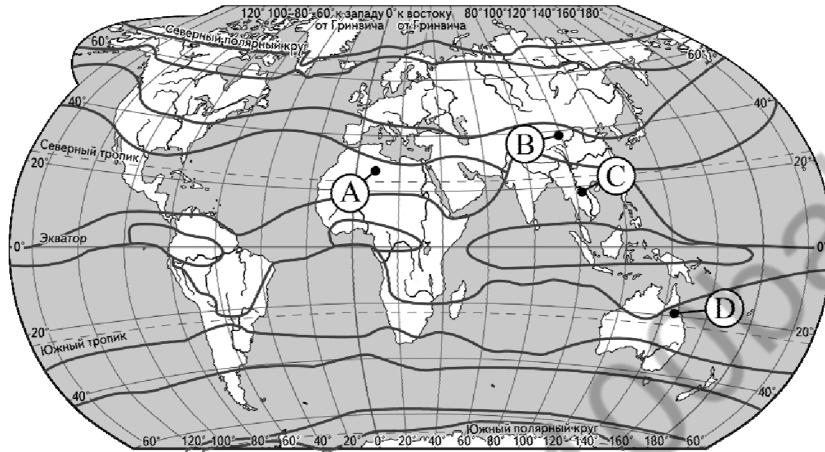 120° 100° 80° 60° к западу 0° к востоку 80° 100° 120° 140° 160° 180°
от Гринвича от Гринвича
Северный полярный круг
60° 60°
40° 40°
B
Северный тропик
20° 20°
C
A
Экватор
0° 0°
D
20° 20°
Южный тропик
40° 40°
Южный полярный круг
60° 120° 100° 80° 60° 40° 20° 0° 20° 40° 60° 80° 100° 120° 140° 160° 180° 60°